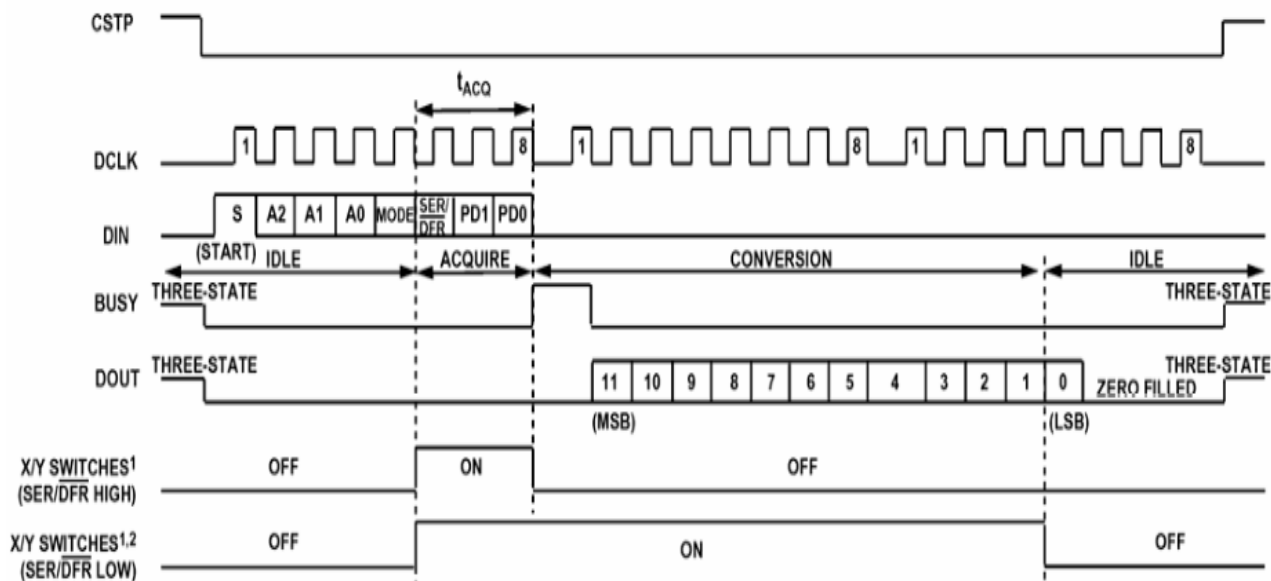 CSTP
tACQ
DCLK 1 8 1 8 1 8
DIN S A2 A1 A0 MODE SER/DFR PD1 PD0
(START) IDLE ACQUIRE CONVERSION IDLE
THREE-STATE THREE-STATE
BUSY
THREE-STATE THREE-STATE
DOUT 11 10 9 8 7 6 5 4 3 2 1 0 ZERO FILLED
(MSB) (LSB)
X/Y SWITCHES1 OFF ON OFF
(SER/DFR HIGH)
X/Y SWITCHES1,2 OFF ON OFF
(SER/DFR LOW)